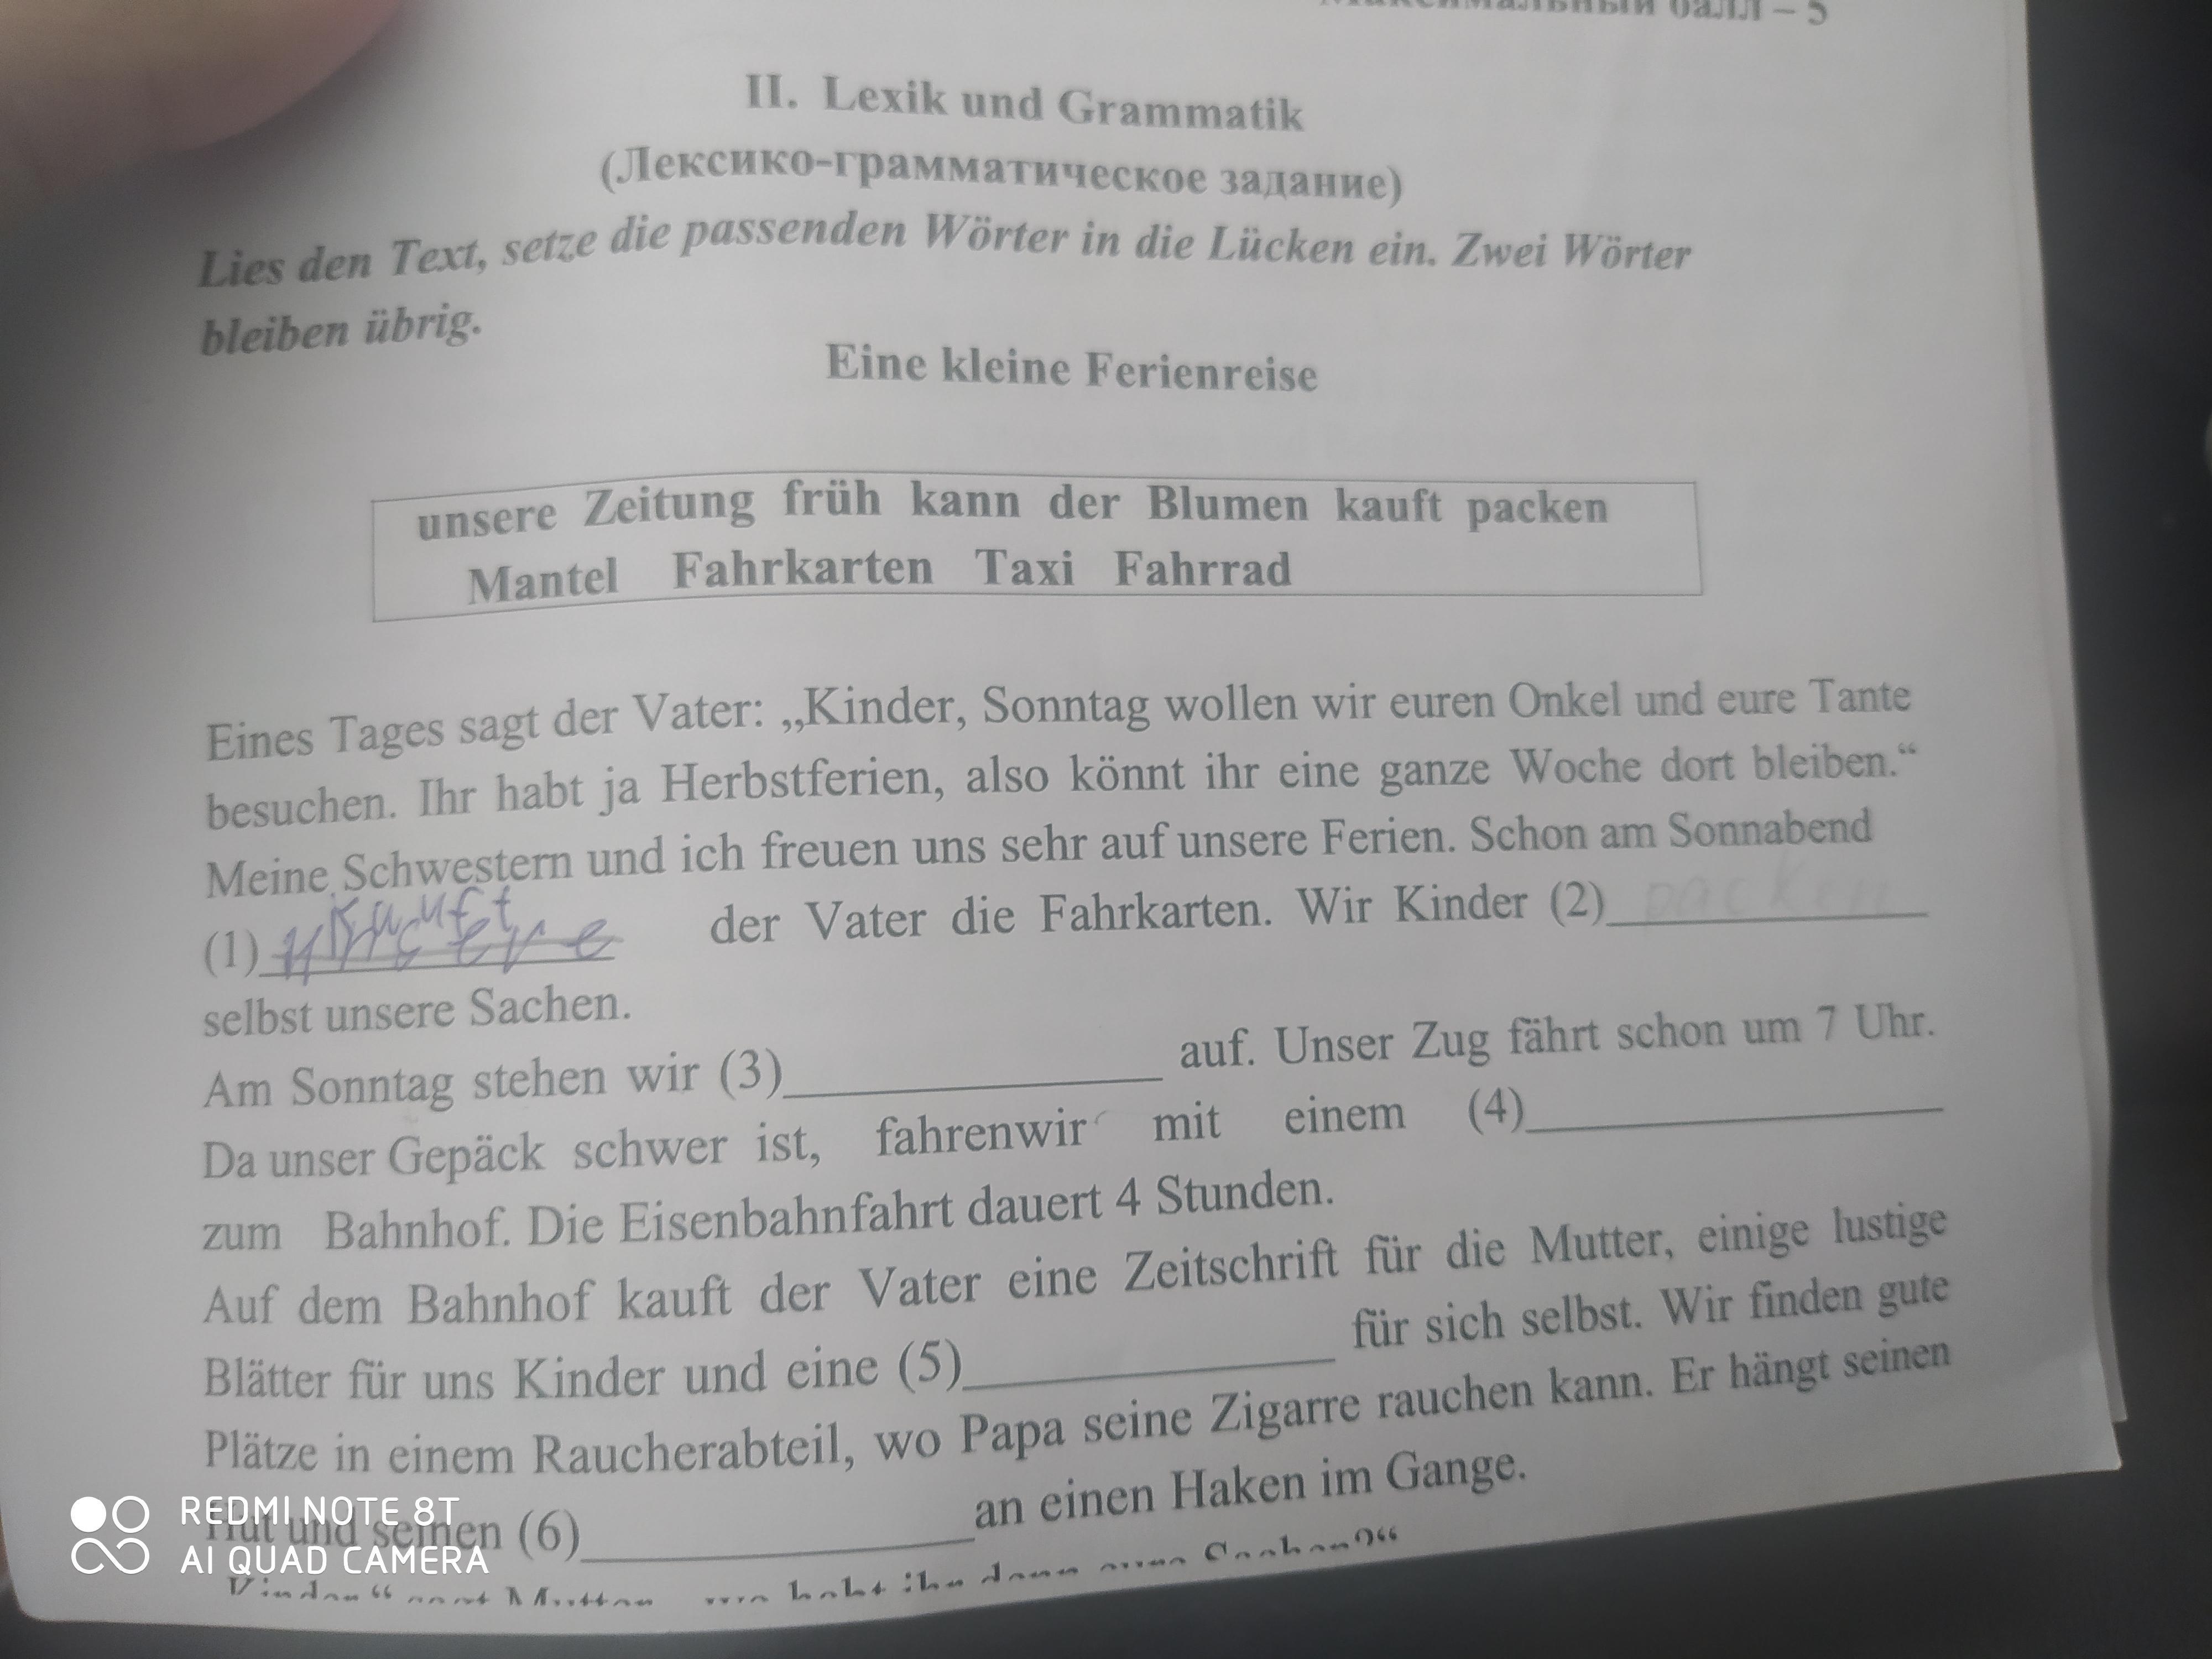 Максимальный балл – 5
II. Lexik und Grammatik
(Лексико-грамматическое задание)
Lies den Text, setze die passenden Wörter in die Lücken ein. Zwei Wörter
bleiben übrig.
Eine kleine Ferienreise
unsere Zeitung früh kann der Blumen kauft packen
Mantel Fahrkarten Taxi Fahrrad
Eines Tages sagt der Vater: „Kinder, Sonntag wollen wir euren Onkel und eure Tante
besuchen. Ihr habt ja Herbstferien, also könnt ihr eine ganze Woche dort bleiben.“
Meine Schwestern und ich freuen uns sehr auf unsere Ferien. Schon am Sonnabend
(1) kauft der Vater die Fahrkarten. Wir Kinder (2) packen
selbst unsere Sachen.
Am Sonntag stehen wir (3)____ auf. Unser Zug fährt schon um 7 Uhr.
Da unser Gepäck schwer ist, fahrenwir mit einem (4)____
zum Bahnhof. Die Eisenbahnfahrt dauert 4 Stunden.
Auf dem Bahnhof kauft der Vater eine Zeitschrift für die Mutter, einige lustige
Blätter für uns Kinder und eine (5)____ für sich selbst. Wir finden gute
Plätze in einem Raucherabteil, wo Papa seine Zigarre rauchen kann. Er hängt seinen
Hut und seinen (6)____ an einen Haken im Gange.
REDMI NOTE 8T
AI QUAD CAMERA